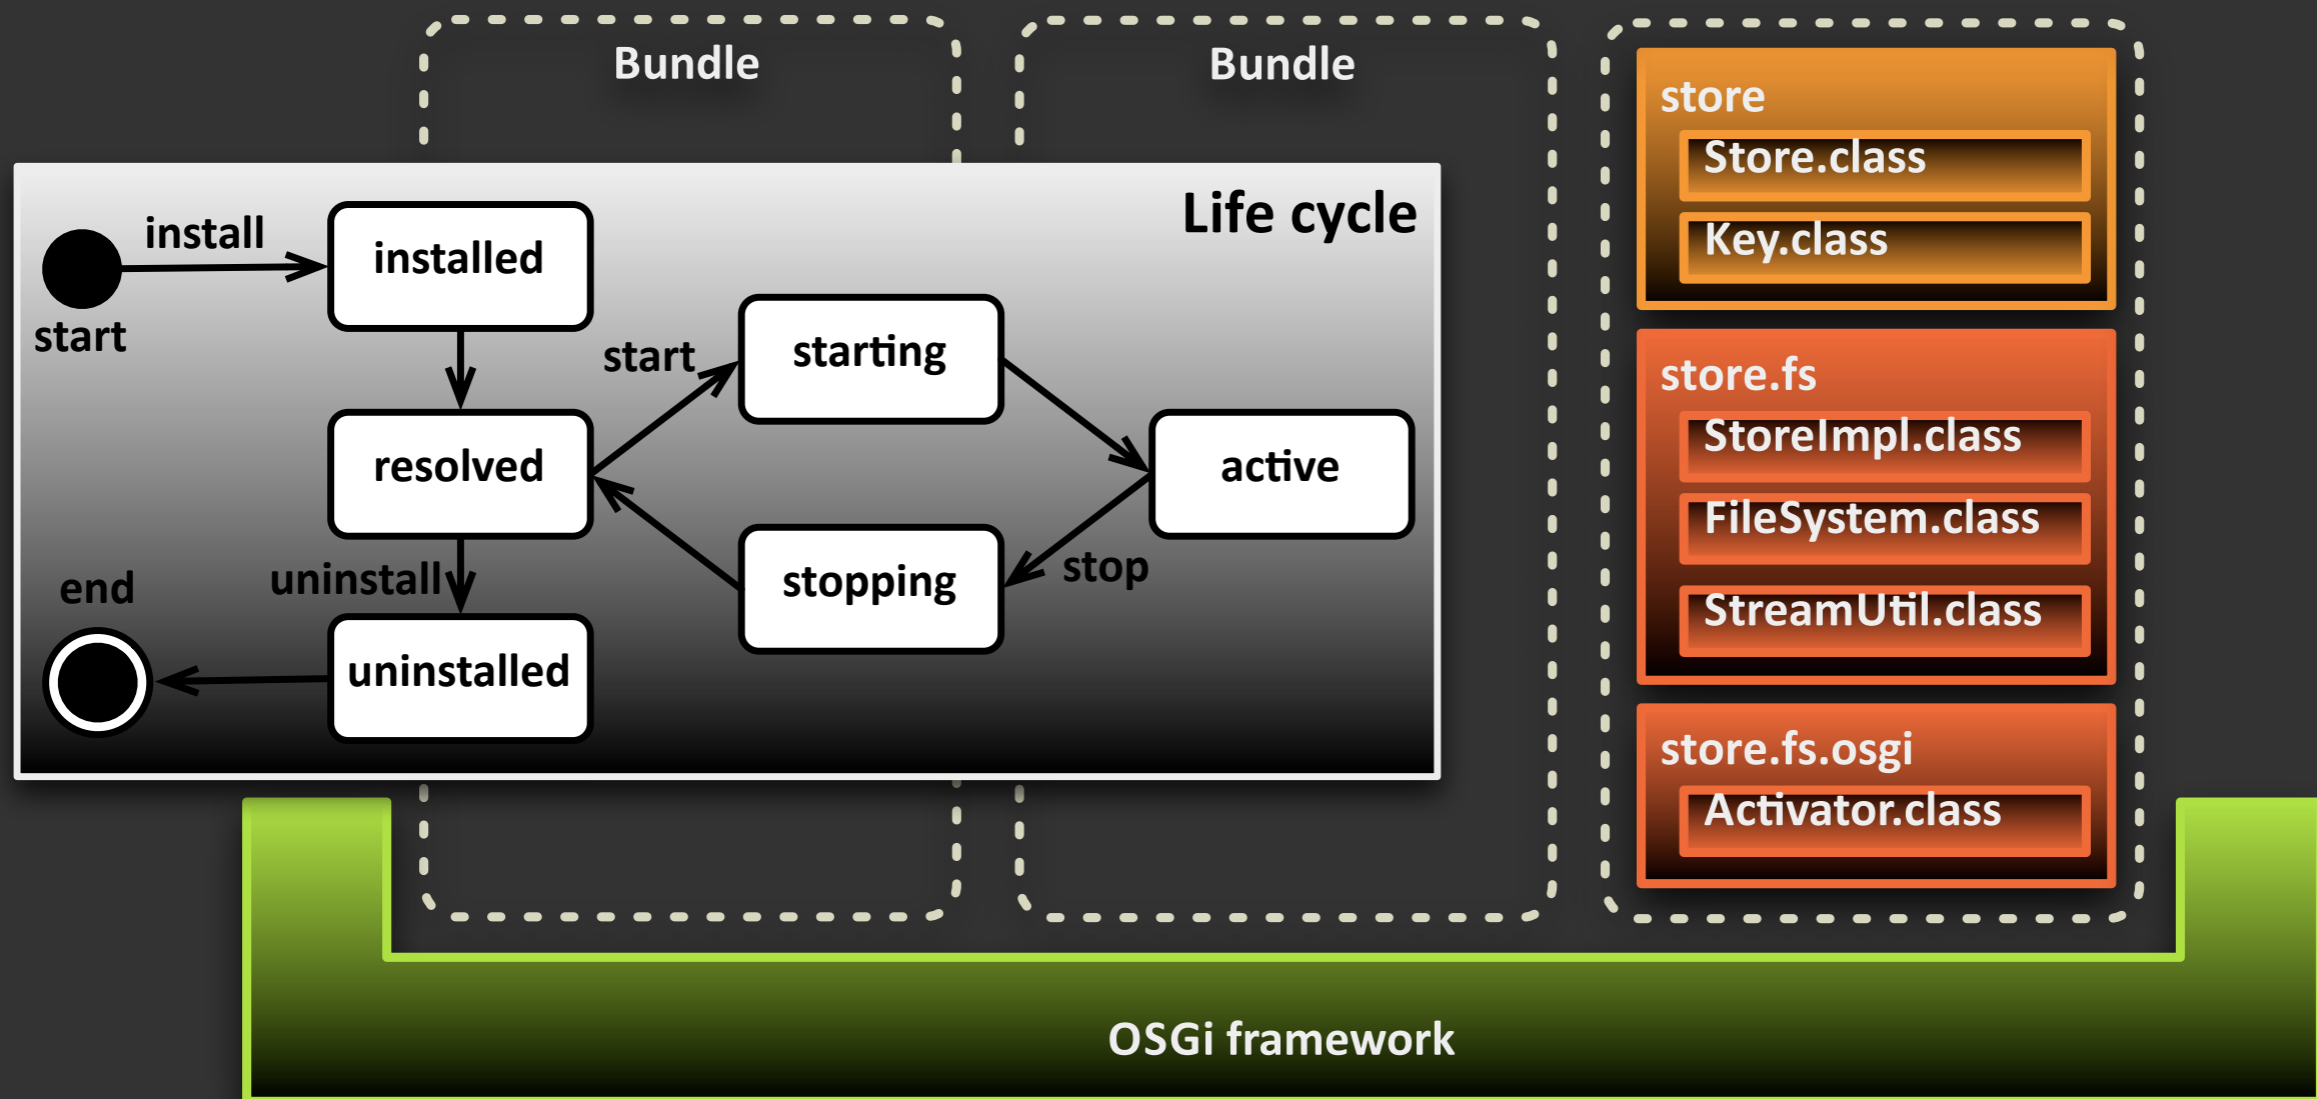 Bundle
Bundle
Life cycle
install
start
installed
start
starting
resolved
active
uninstall
stopping
stop
end
uninstalled
store
Store.class
Key.class
store.fs
StoreImpl.class
FileSystem.class
StreamUtil.class
store.fs.osgi
Activator.class
OSGi framework